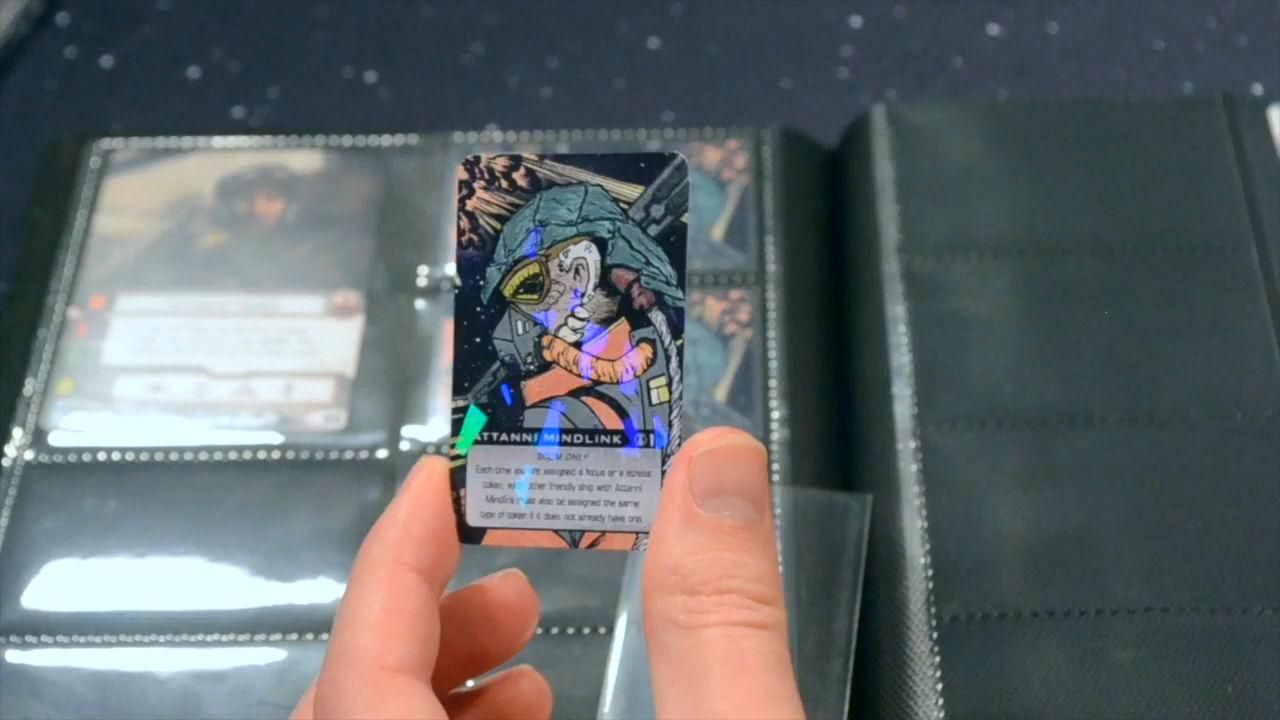 ATTANNI MINDLINK 1
SCUM ONLY
Each time you are assigned a focus or a stress
token, each other friendly ship with Attanni
Mindlink must also be assigned the same
type of token if it does not already have one.